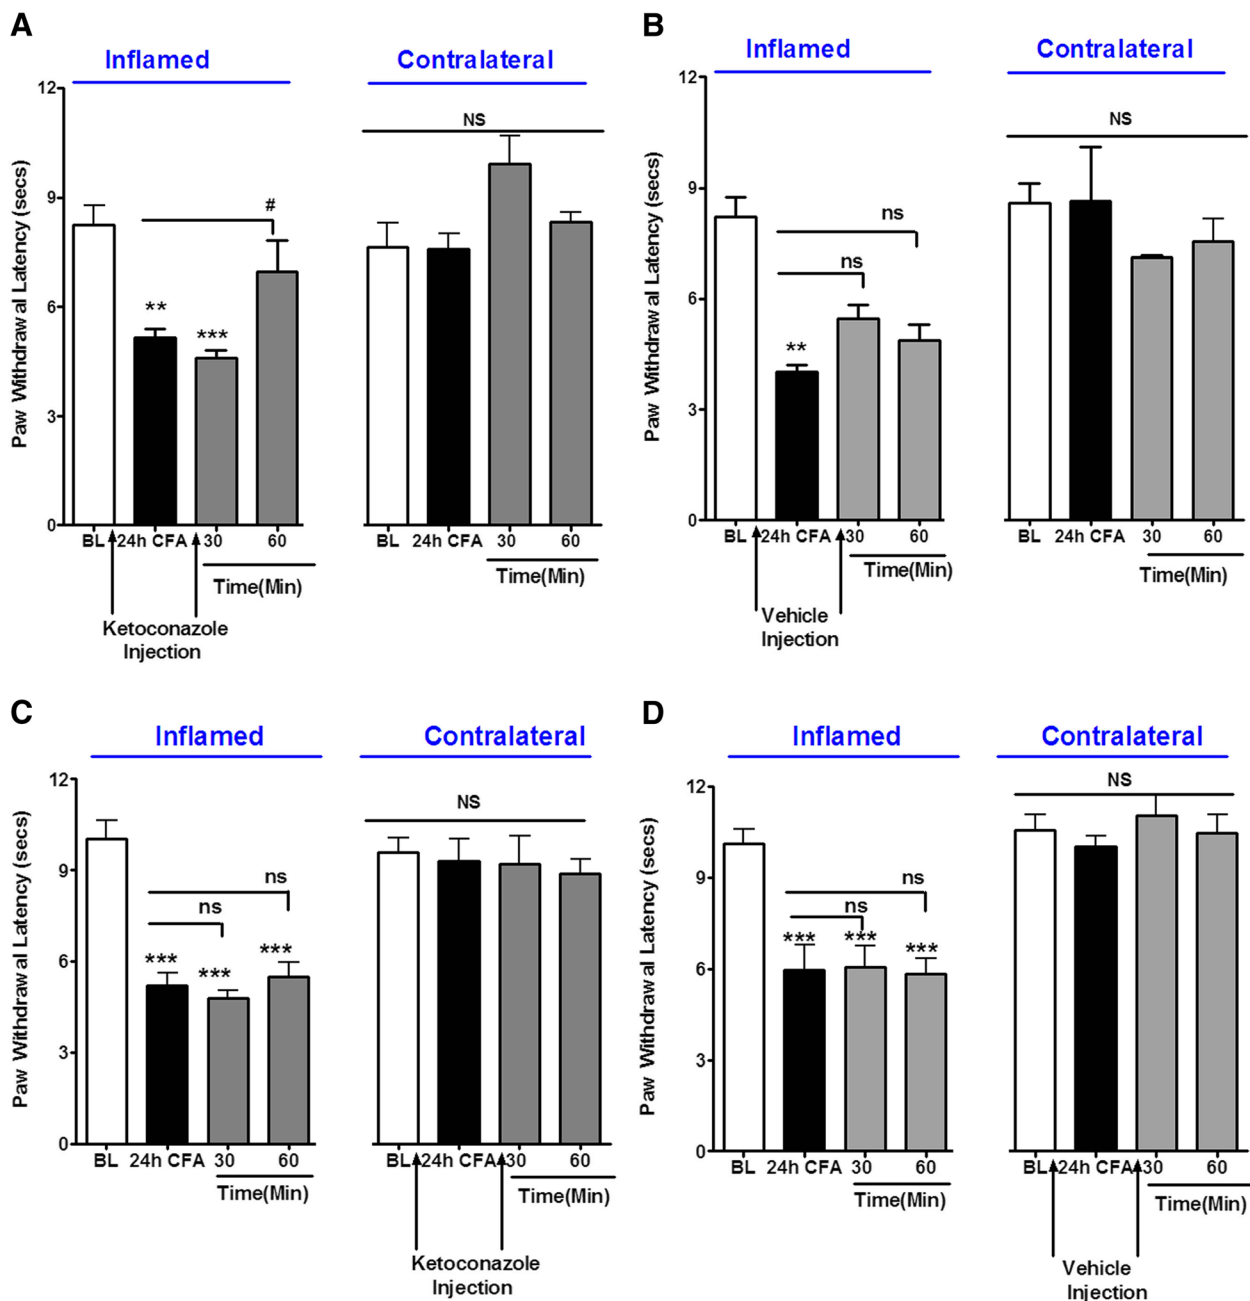 A
Inflamed
Contralateral
Paw Withdrawal Latency (secs)
12
9
6
3
0
**
***
#
NS
BL
24h CFA
30
60
Time(Min)
Ketoconazole
Injection
BL
24h CFA
30
60
Time(Min)
B
Inflamed
Contralateral
Paw Withdrawal Latency (secs)
12
9
6
3
0
**
ns
ns
NS
BL
24h CFA
30
60
Time(Min)
Vehicle
Injection
BL
24h CFA
30
60
Time(Min)
C
Inflamed
Contralateral
Paw Withdrawal Latency (secs)
12
9
6
3
0
ns
ns
***
***
***
NS
BL
24h CFA
30
60
Time(Min)
BL
24h CFA
30
60
Time(Min)
Ketoconazole
Injection
D
Inflamed
Contralateral
Paw Withdrawal Latency (secs)
12
9
6
3
0
ns
ns
***
***
***
NS
BL
24h CFA
30
60
Time(Min)
BL
24h CFA
30
60
Time(Min)
Vehicle
Injection